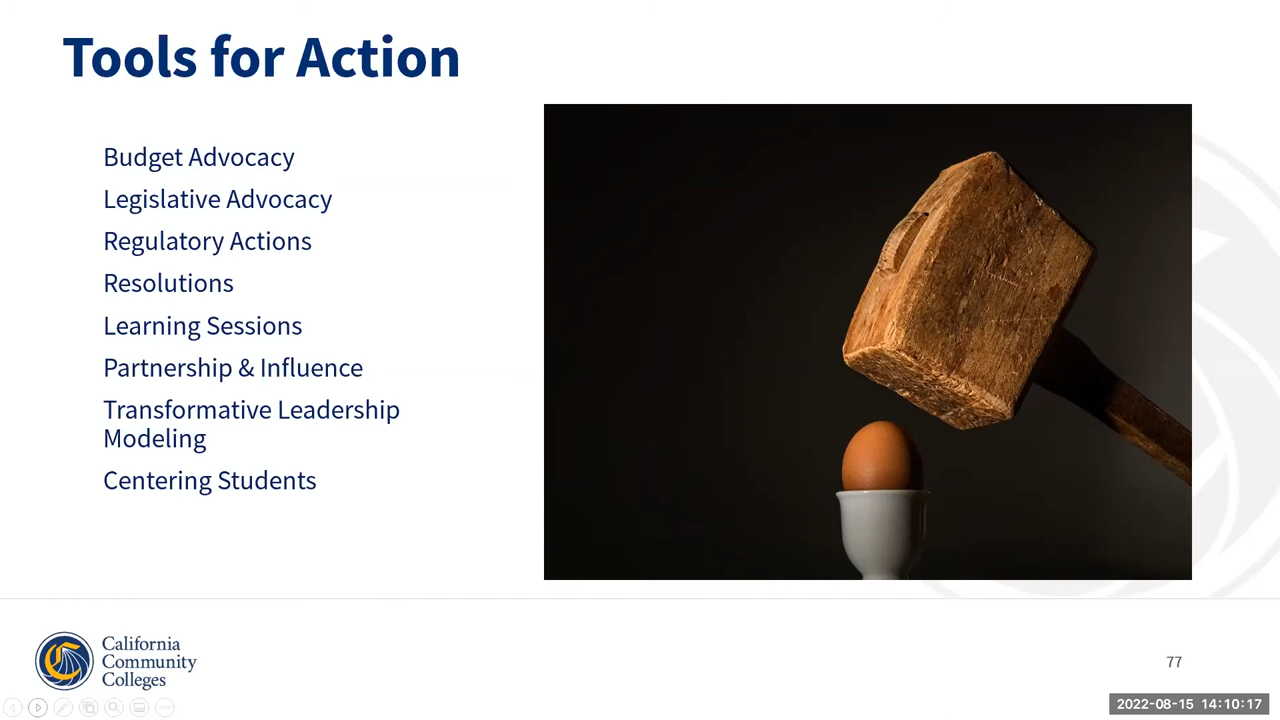 Tools for Action
Budget Advocacy
Legislative Advocacy
Regulatory Actions
Resolutions
Learning Sessions
Partnership & Influence
Transformative Leadership
Modeling
Centering Students
California
Community
Colleges
77
2022-08-15 14:10:17